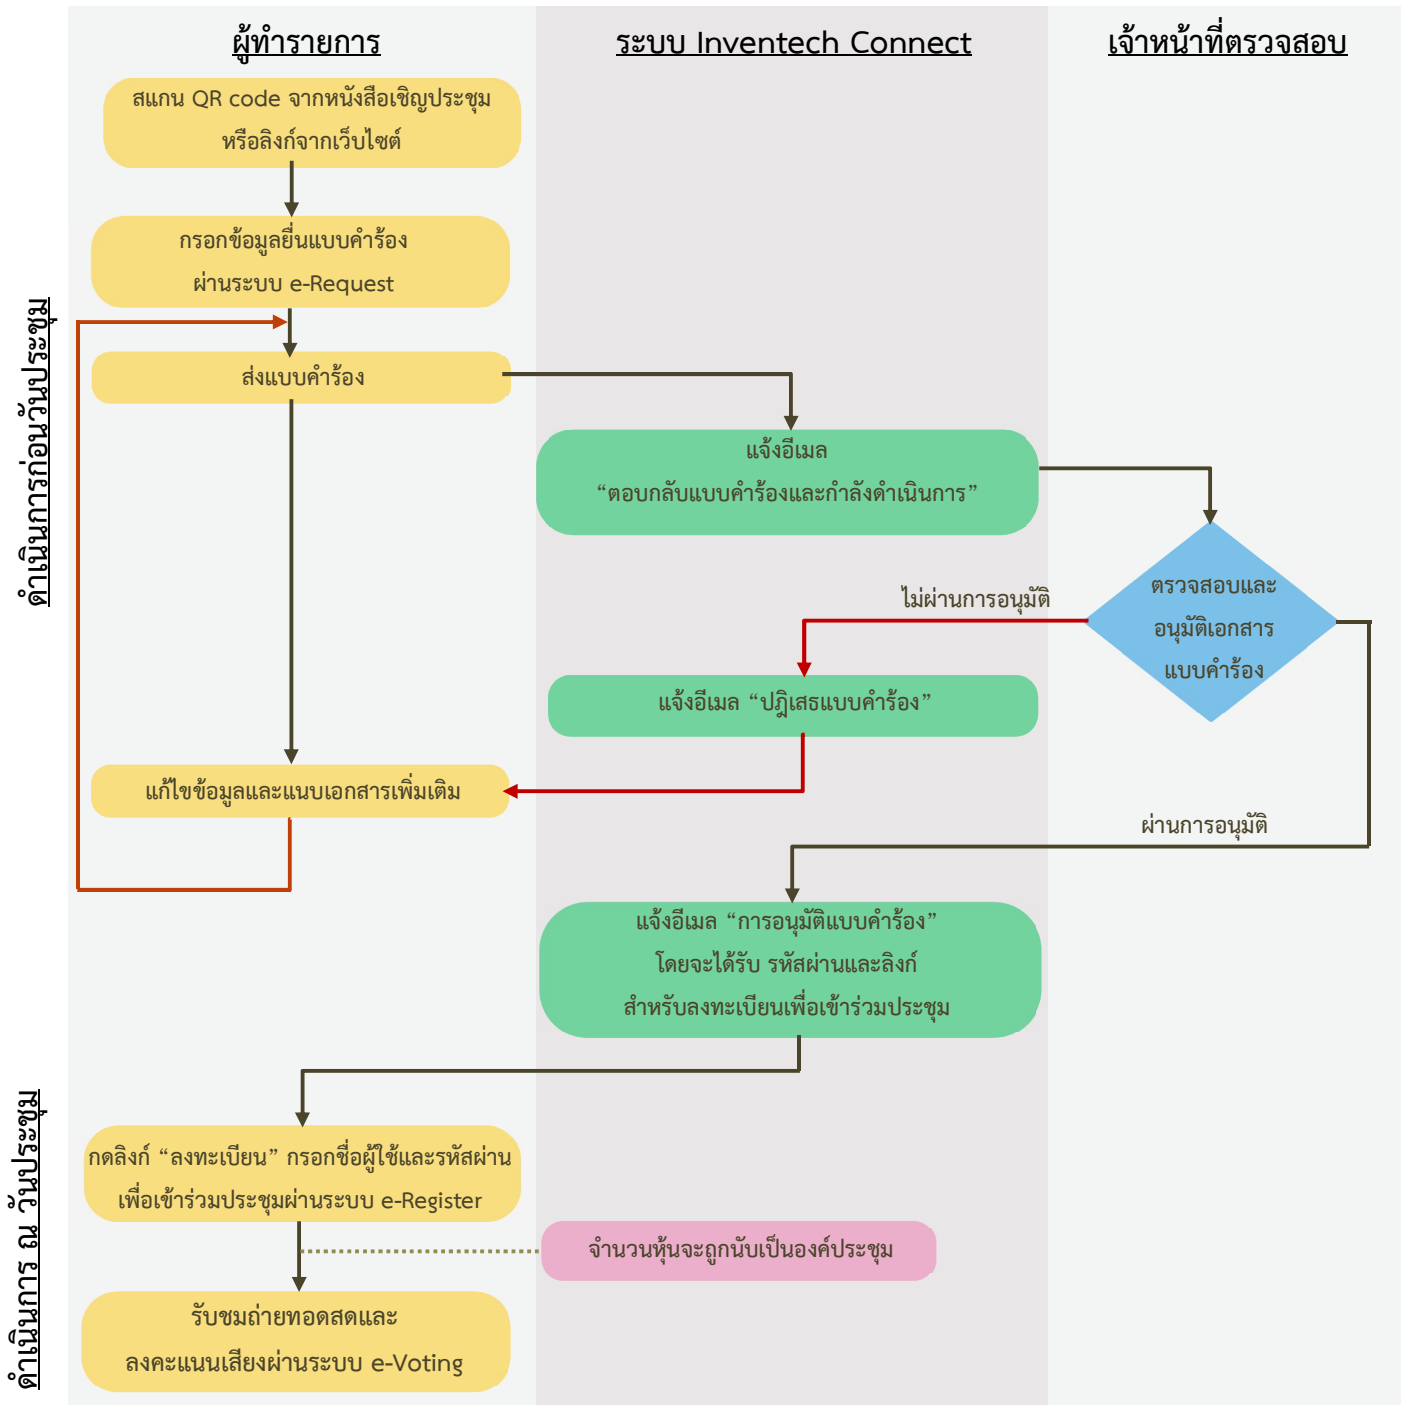 ผู้ทำรายการ
ระบบ Inventech Connect
เจ้าหน้าที่ตรวจสอบ
ดำเนินการก่อนวันประชุม
สแกน QR code จากหนังสือเชิญประชุม
หรือลิงก์จากเว็บไซต์
กรอกข้อมูลยื่นแบบคำร้อง
ผ่านระบบ e-Request
ส่งแบบคำร้อง
แจ้งอีเมล
“ตอบกลับแบบคำร้องและกำลังดำเนินการ”
ตรวจสอบและ
อนุมัติเอกสาร
แบบคำร้อง
ไม่ผ่านการอนุมัติ
แจ้งอีเมล “ปฎิเสธแบบคำร้อง”
แก้ไขข้อมูลและแนบเอกสารเพิ่มเติม
ผ่านการอนุมัติ
แจ้งอีเมล “การอนุมัติแบบคำร้อง”
โดยจะได้รับ รหัสผ่านและลิงก์
สำหรับลงทะเบียนเพื่อเข้าร่วมประชุม
ดำเนินการ ณ วันประชุม
กดลิงก์ “ลงทะเบียน” กรอกชื่อผู้ใช้และรหัสผ่าน
เพื่อเข้าร่วมประชุมผ่านระบบ e-Register
จำนวนหุ้นจะถูกนับเป็นองค์ประชุม
รับชมถ่ายทอดสดและ
ลงคะแนนเสียงผ่านระบบ e-Voting